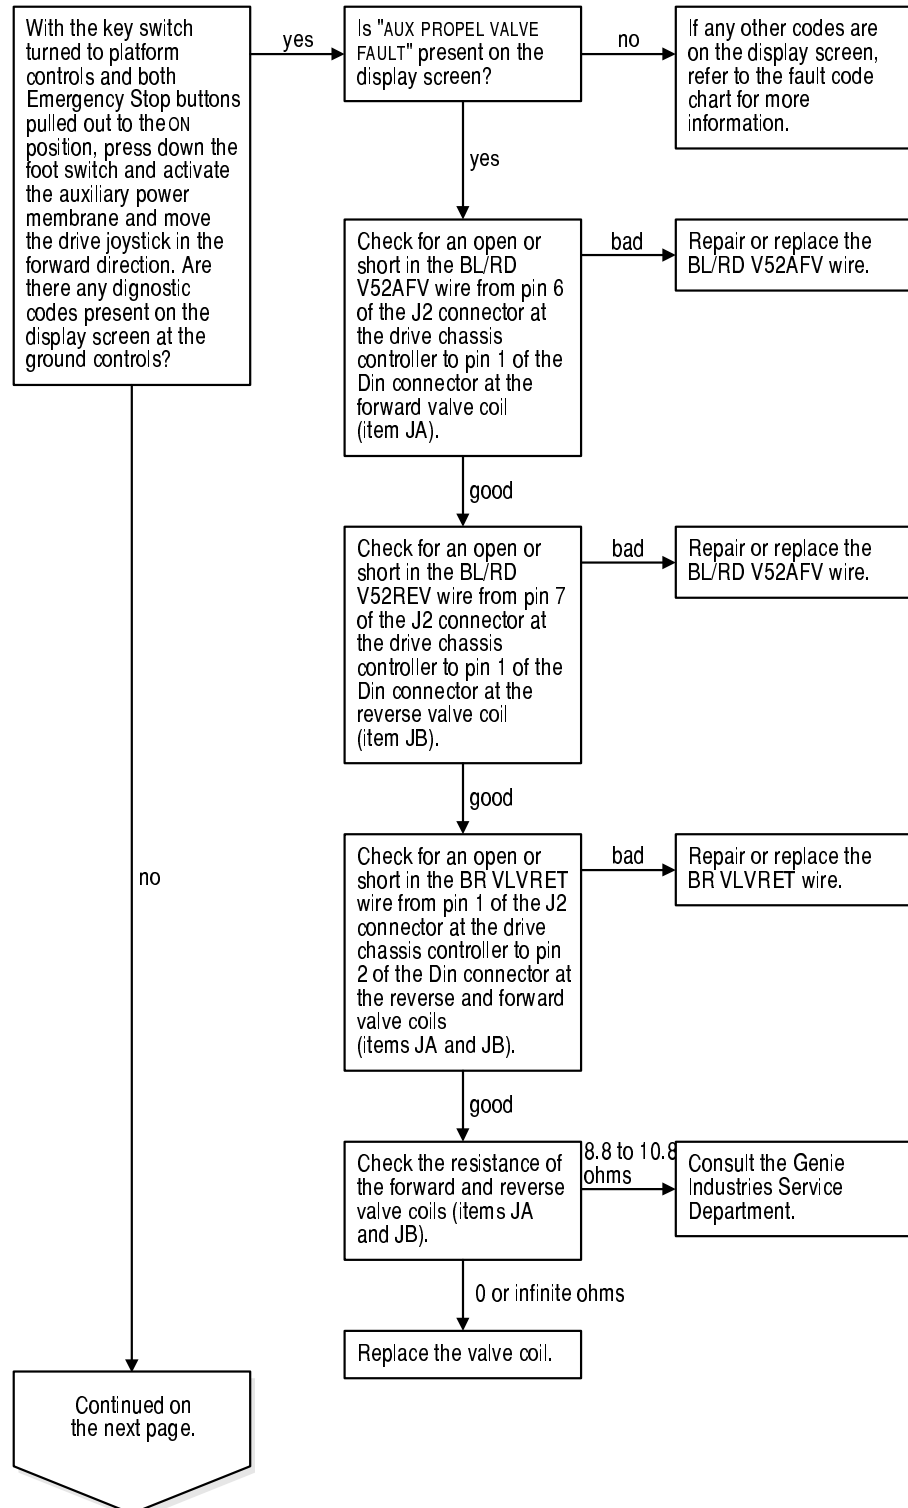 With the key switch
turned to platform
controls and both
Emergency Stop buttons
pulled out to the ON
position, press down the
foot switch and activate
the auxiliary power
membrane and move
the drive joystick in the
forward direction. Are
there any dignostic
codes present on the
display screen at the
ground controls?
yes
Is "AUX PROPEL VALVE
FAULT" present on the
display screen?
no
If any other codes are
on the display screen,
refer to the fault code
chart for more
information.
yes
Check for an open or
short in the BL/RD
V52AFV wire from pin 6
of the J2 connector at
the drive chassis
controller to pin 1 of the
Din connector at the
forward valve coil
(item JA).
bad
Repair or replace the
BL/RD V52AFV wire.
good
Check for an open or
short in the BL/RD
V52REV wire from pin 7
of the J2 connector at
the drive chassis
controller to pin 1 of the
Din connector at the
reverse valve coil
(item JB).
bad
Repair or replace the
BL/RD V52AFV wire.
good
Check for an open or
short in the BR VLVRET
wire from pin 1 of the J2
connector at the drive
chassis controller to pin
2 of the Din connector at
the reverse and forward
valve coils
(items JA and JB).
bad
Repair or replace the
BR VLVRET wire.
no
good
Check the resistance of
the forward and reverse
valve coils (items JA
and JB).
8.8 to 10.8
ohms
Consult the Genie
Industries Service
Department.
0 or infinite ohms
Replace the valve coil.
Continued on
the next page.